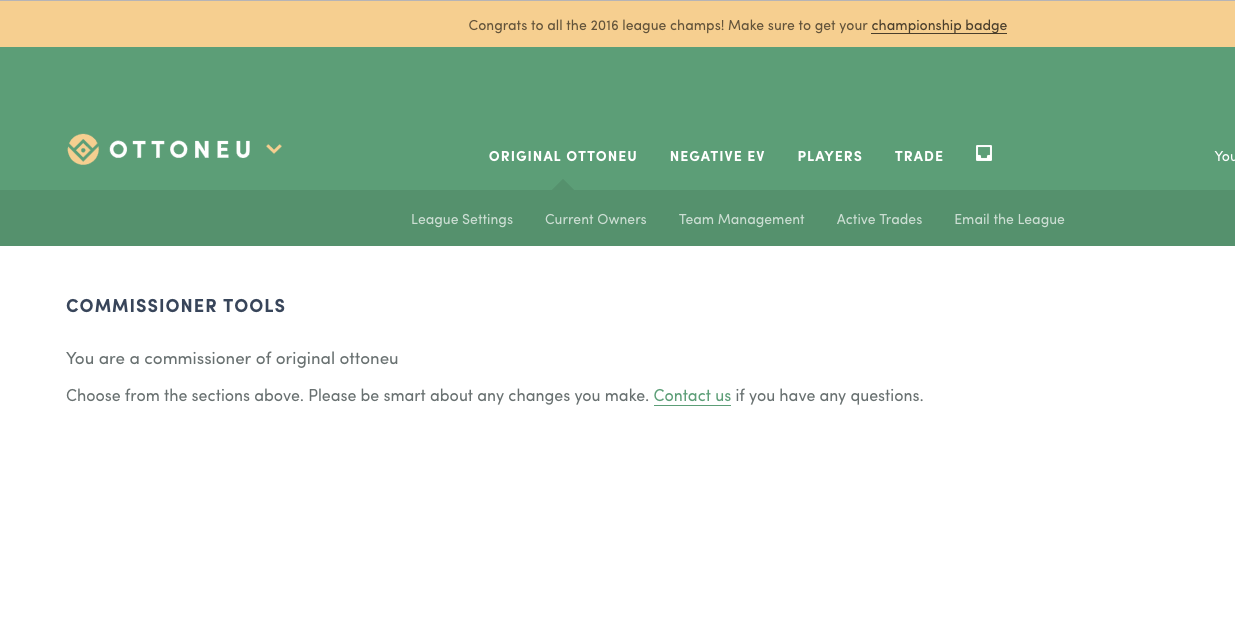 Congrats to all the 2016 league champs! Make sure to get your championship badge
OTTONEU
ORIGINAL OTTONEU NEGATIVE EV PLAYERS TRADE
League Settings Current Owners Team Management Active Trades Email the League
COMMISSIONER TOOLS
You are a commissioner of original ottoneu
Choose from the sections above. Please be smart about any changes you make. Contact us if you have any questions.